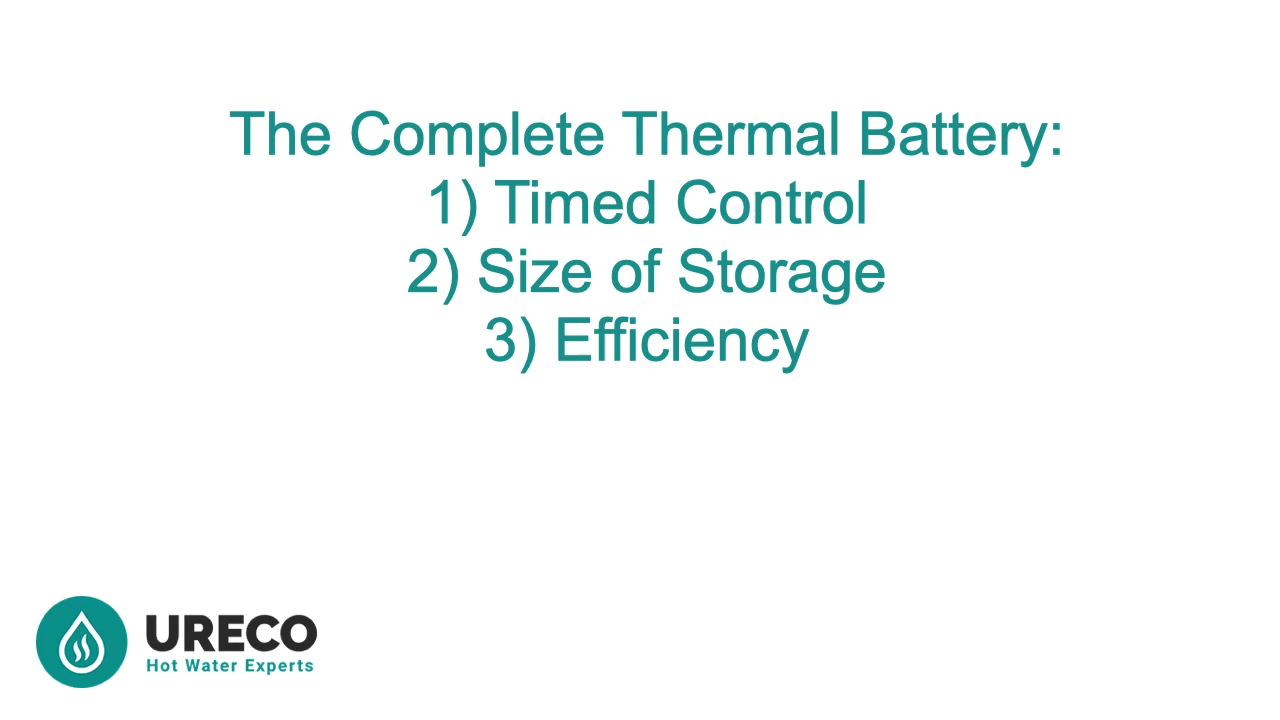 The Complete Thermal Battery:
1) Timed Control
2) Size of Storage
3) Efficiency
URECO
Hot Water Experts